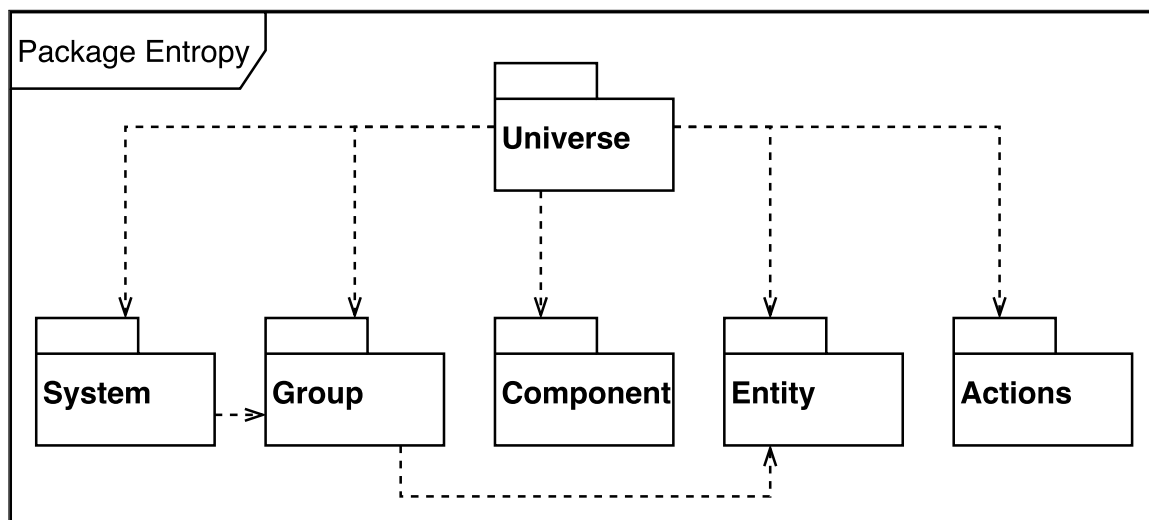 Package Entropy
Universe
System
Group
Component
Entity
Actions